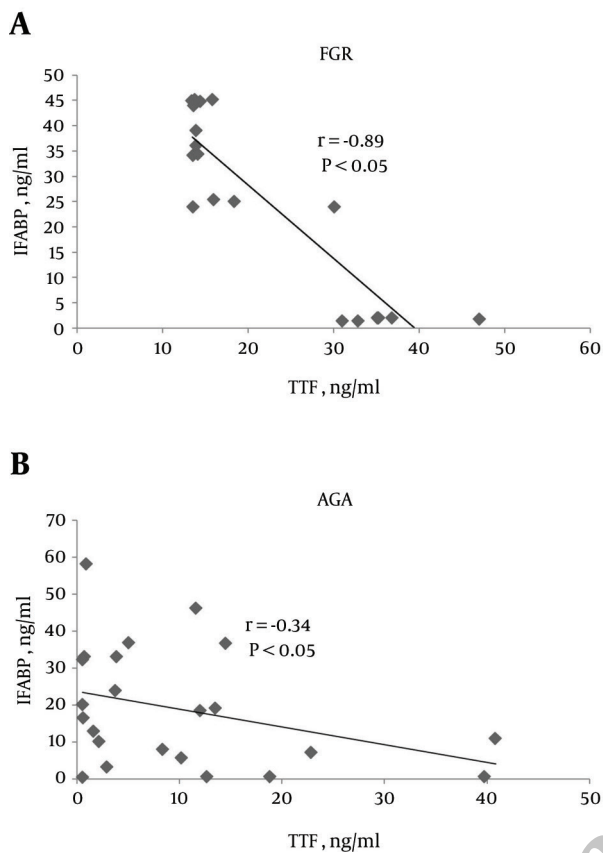 A
FGR
50
45
40
35
30
25
20
15
10
5
0
IFABP, ng/ml
r = -0.89
P < 0.05
0 10 20 30 40 50 60
TTF, ng/ml
B
AGA
70
60
50
40
30
20
10
0
IFABP, ng/ml
r = -0.34
P < 0.05
0 10 20 30 40 50
TTF, ng/ml